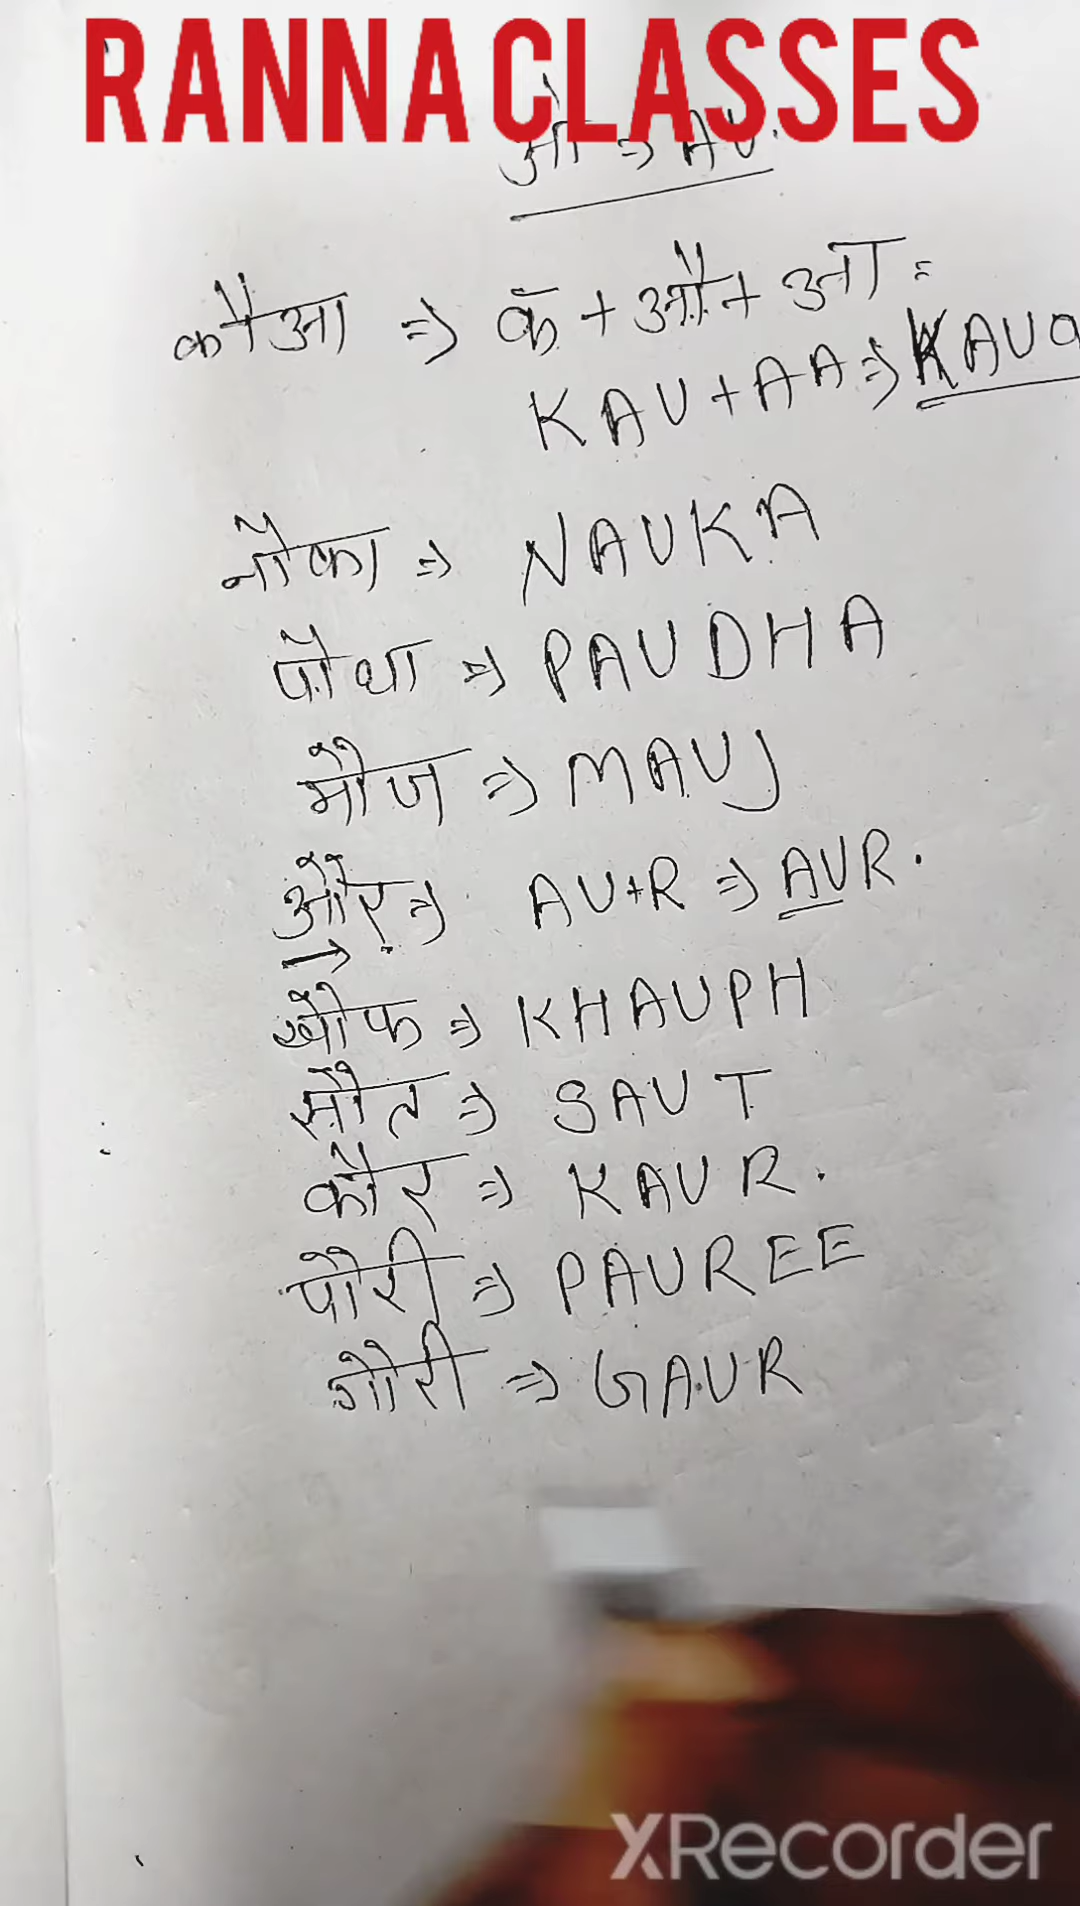 RANNA CLASSES
औ ⇒ AU.
कौआ ⇒ क् + औ + आ =
KAU + AA ⇒ KAUA
नौका ⇒ NAUKA
पौधा ⇒ PAUDHA
मौज ⇒ MAUJ
और ⇒ AU+R ⇒ AUR.
खौफ ⇒ KHAUPH
सौत ⇒ SAUT
कौर ⇒ KAUR.
पौरी ⇒ PAUREE
गौरी ⇒ GAUR
XRecorder